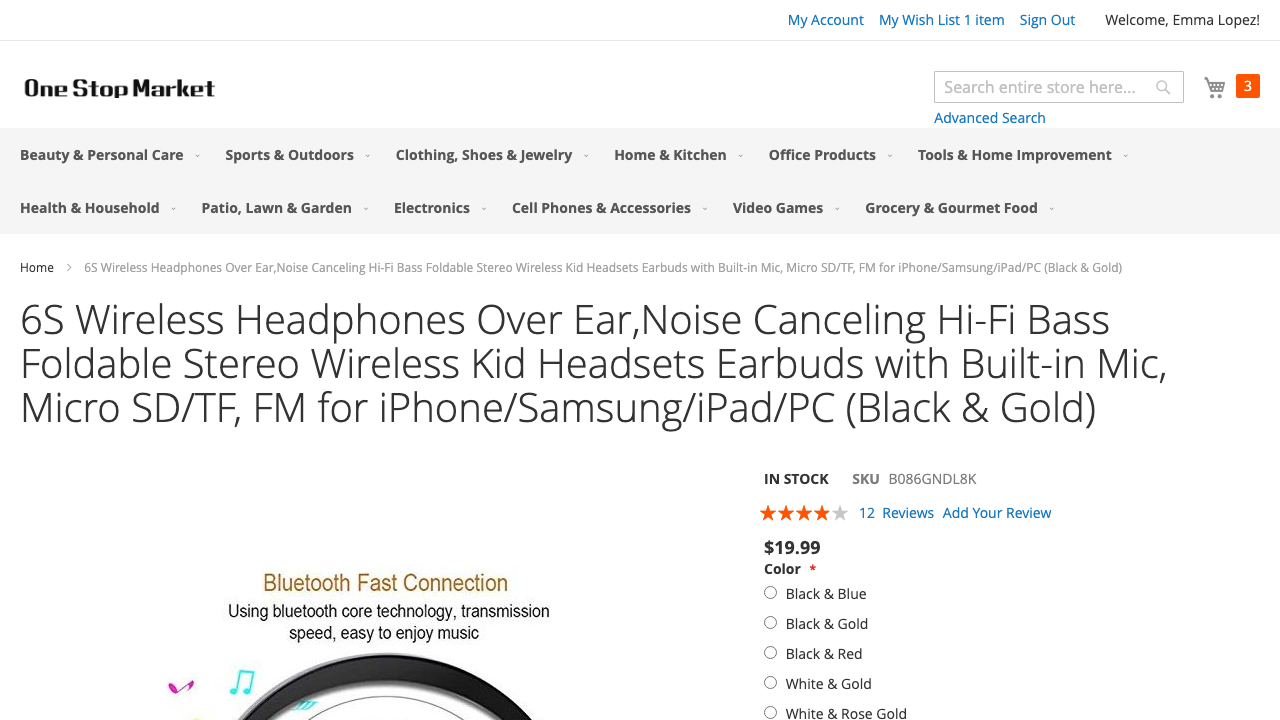 My Account My Wish List 1 item Sign Out Welcome, Emma Lopez!
One Stop Market
Search entire store here...
3
Advanced Search
Beauty & Personal Care Sports & Outdoors Clothing, Shoes & Jewelry Home & Kitchen Office Products Tools & Home Improvement
Health & Household Patio, Lawn & Garden Electronics Cell Phones & Accessories Video Games Grocery & Gourmet Food
Home 6S Wireless Headphones Over Ear,Noise Canceling Hi-Fi Bass Foldable Stereo Wireless Kid Headsets Earbuds with Built-in Mic, Micro SD/TF, FM for iPhone/Samsung/iPad/PC (Black & Gold)
6S Wireless Headphones Over Ear,Noise Canceling Hi-Fi Bass
Foldable Stereo Wireless Kid Headsets Earbuds with Built-in Mic,
Micro SD/TF, FM for iPhone/Samsung/iPad/PC (Black & Gold)
IN STOCK SKU B086GNDL8K
12 Reviews Add Your Review
$19.99
Color *
Black & Blue
Black & Gold
Black & Red
White & Gold
White & Rose Gold
Bluetooth Fast Connection
Using bluetooth core technology, transmission
speed, easy to enjoy music